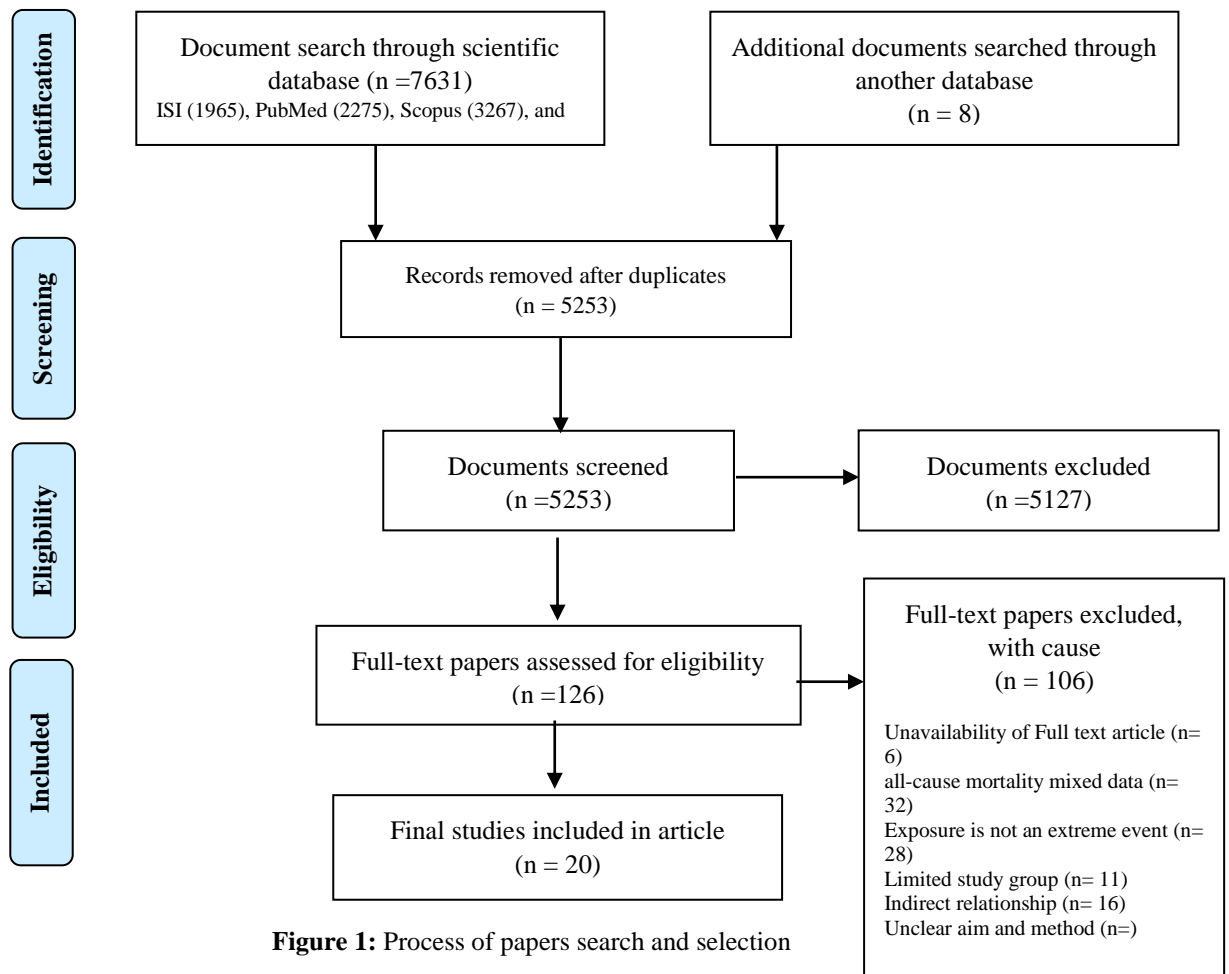 Identification
Document search through scientific
database (n =7631)
ISI (1965), PubMed (2275), Scopus (3267), and
Additional documents searched through
another database
(n = 8)
Screening
Records removed after duplicates
(n = 5253)
Eligibility
Documents screened
(n =5253)
Documents excluded
(n =5127)
Full-text papers assessed for eligibility
(n =126)
Full-text papers excluded,
with cause
(n = 106)
Unavailability of Full text article (n=
6)
all-cause mortality mixed data (n=
32)
Exposure is not an extreme event (n=
28)
Limited study group (n= 11)
Indirect relationship (n= 16)
Unclear aim and method (n=)
Included
Final studies included in article
(n = 20)
Figure 1: Process of papers search and selection